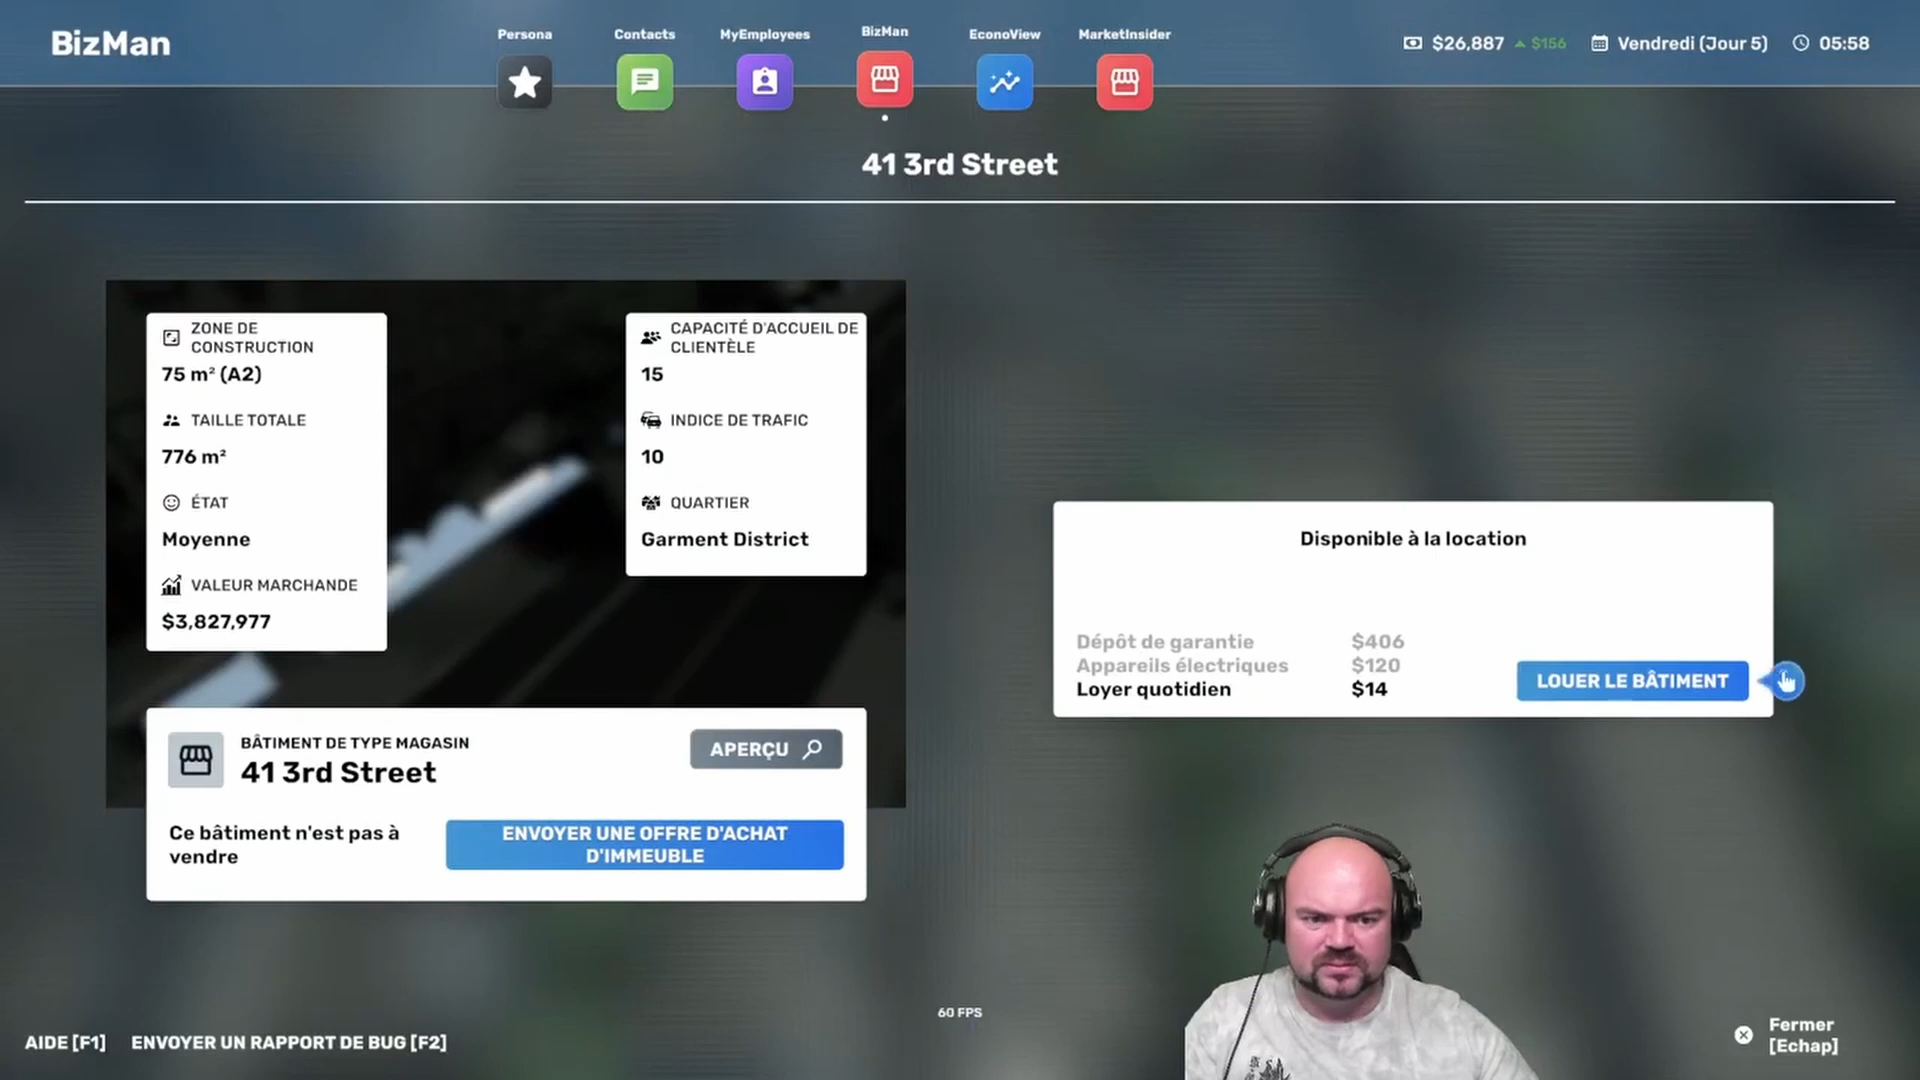 BizMan
Persona
Contacts
MyEmployees
BizMan
EconoView
MarketInsider
$26,887 $156 Vendredi (Jour 5) 05:58
41 3rd Street
ZONE DE
CONSTRUCTION
75 m² (A2)
TAILLE TOTALE
776 m²
ÉTAT
Moyenne
VALEUR MARCHANDE
$3,827,977
CAPACITÉ D'ACCUEIL DE
CLIENTÈLE
15
INDICE DE TRAFIC
10
QUARTIER
Garment District
BÂTIMENT DE TYPE MAGASIN
41 3rd Street
APERÇU
Ce bâtiment n'est pas à
vendre
ENVOYER UNE OFFRE D'ACHAT
D'IMMEUBLE
Disponible à la location
Dépôt de garantie $406
Appareils électriques $120
Loyer quotidien $14
LOUER LE BÂTIMENT
60 FPS
AIDE [F1] ENVOYER UN RAPPORT DE BUG [F2]
Fermer
[Echap]